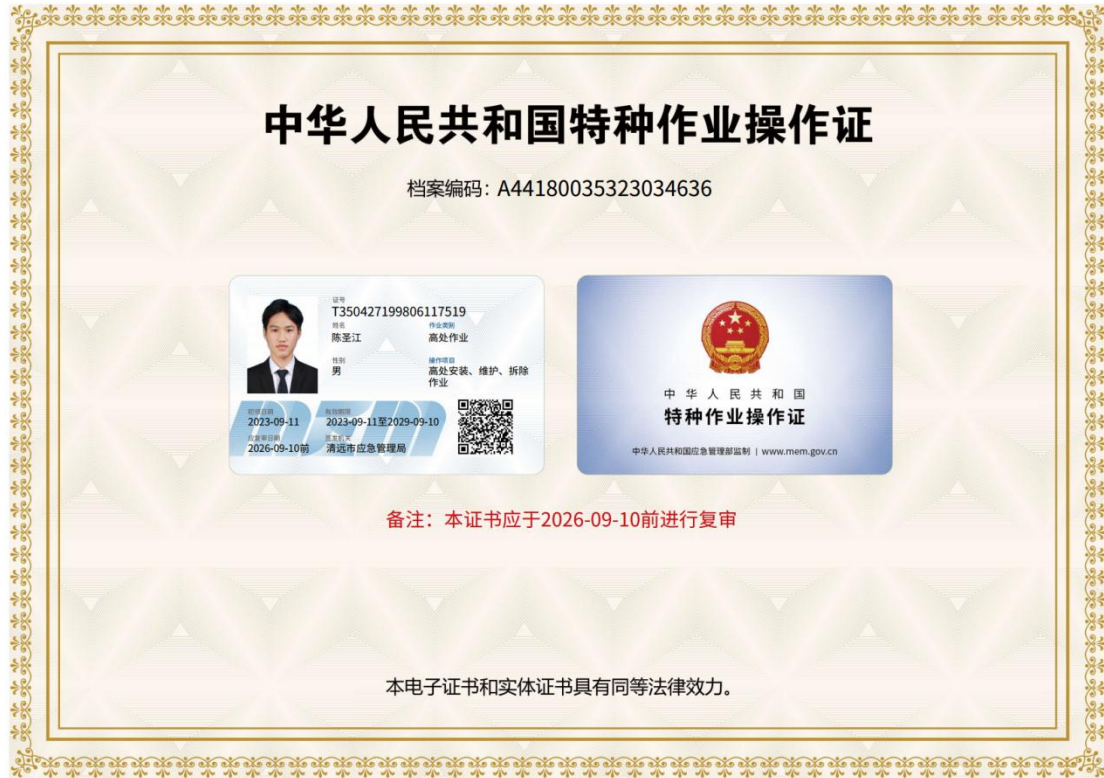 中华人民共和国特种作业操作证
档案编码：A44180035323034636
证号
T350427199806117519
姓名
陈圣江
作业类别
高处作业
性别
男
操作项目
高处安装、维护、拆除
作业
初领日期
2023-09-11
有效期限
2023-09-11至2029-09-10
应复审日期
2026-09-10前
签发机关
清远市应急管理局
中华人民共和国
特种作业操作证
中华人民共和国应急管理部监制 | www.mem.gov.cn
备注：本证书应于2026-09-10前进行复审
本电子证书和实体证书具有同等法律效力。